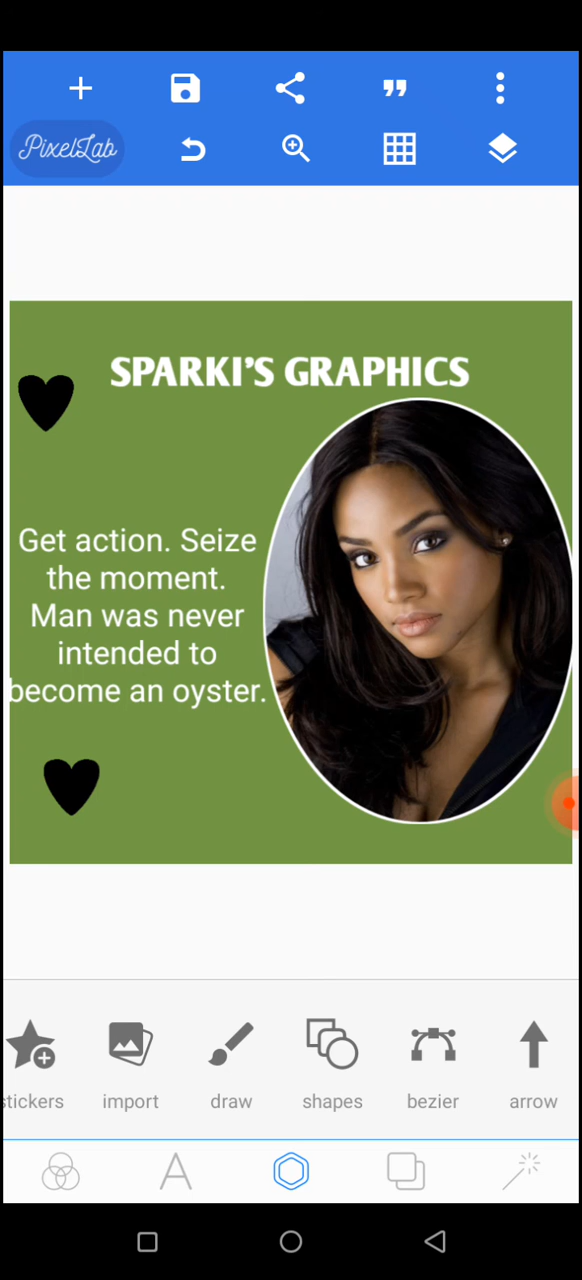 PixelLab
SPARKI'S GRAPHICS
Get action. Seize
the moment.
Man was never
intended to
become an oyster.
stickers
import
draw
shapes
bezier
arrow